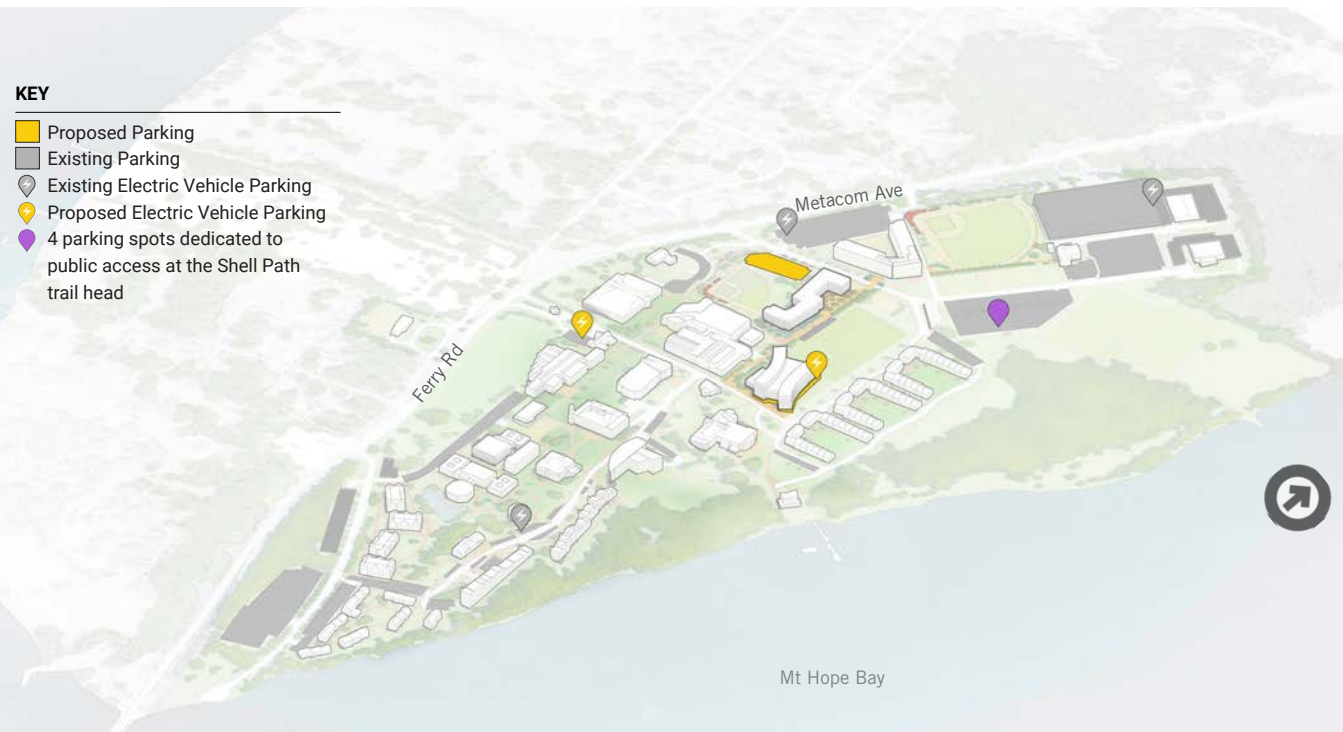 KEY
Proposed Parking
Existing Parking
Existing Electric Vehicle Parking
Proposed Electric Vehicle Parking
4 parking spots dedicated to
public access at the Shell Path
trail head
Metacom Ave
Ferry Rd
Mt Hope Bay